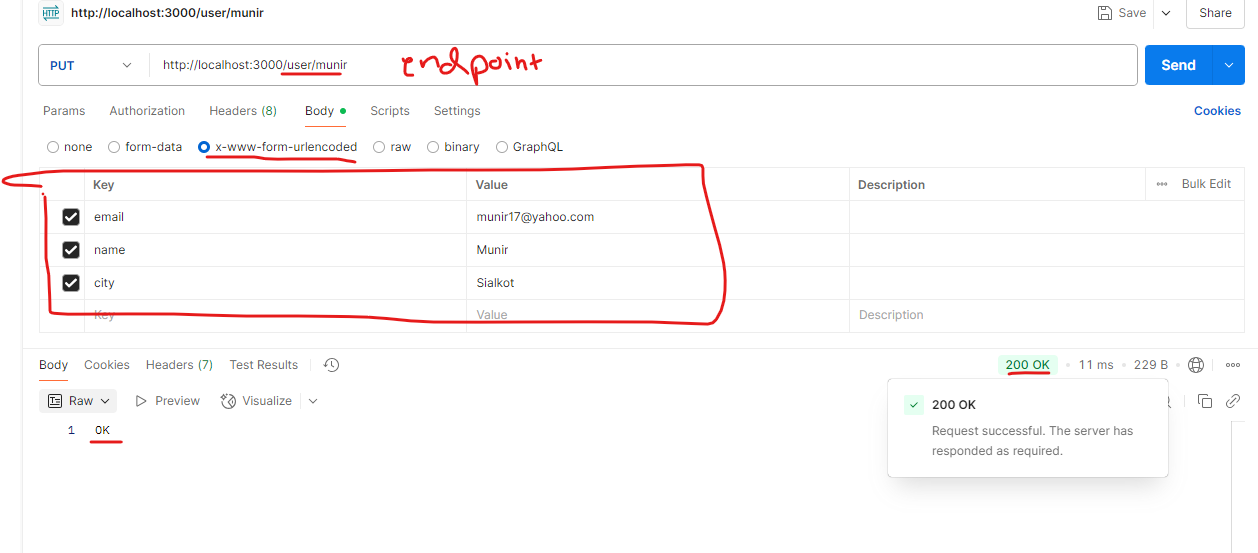 HTTP http://localhost:3000/user/munir Save Share
PUT http://localhost:3000/user/munir endpoint Send
Params Authorization Headers (8) Body Scripts Settings Cookies
none form-data x-www-form-urlencoded raw binary GraphQL
Key Value Description Bulk Edit
email munir17@yahoo.com
name Munir
city Sialkot
Key Value Description
Body Cookies Headers (7) Test Results 200 OK 11 ms 229 B
Raw Preview Visualize
200 OK
1 OK
Request successful. The server has
responded as required.